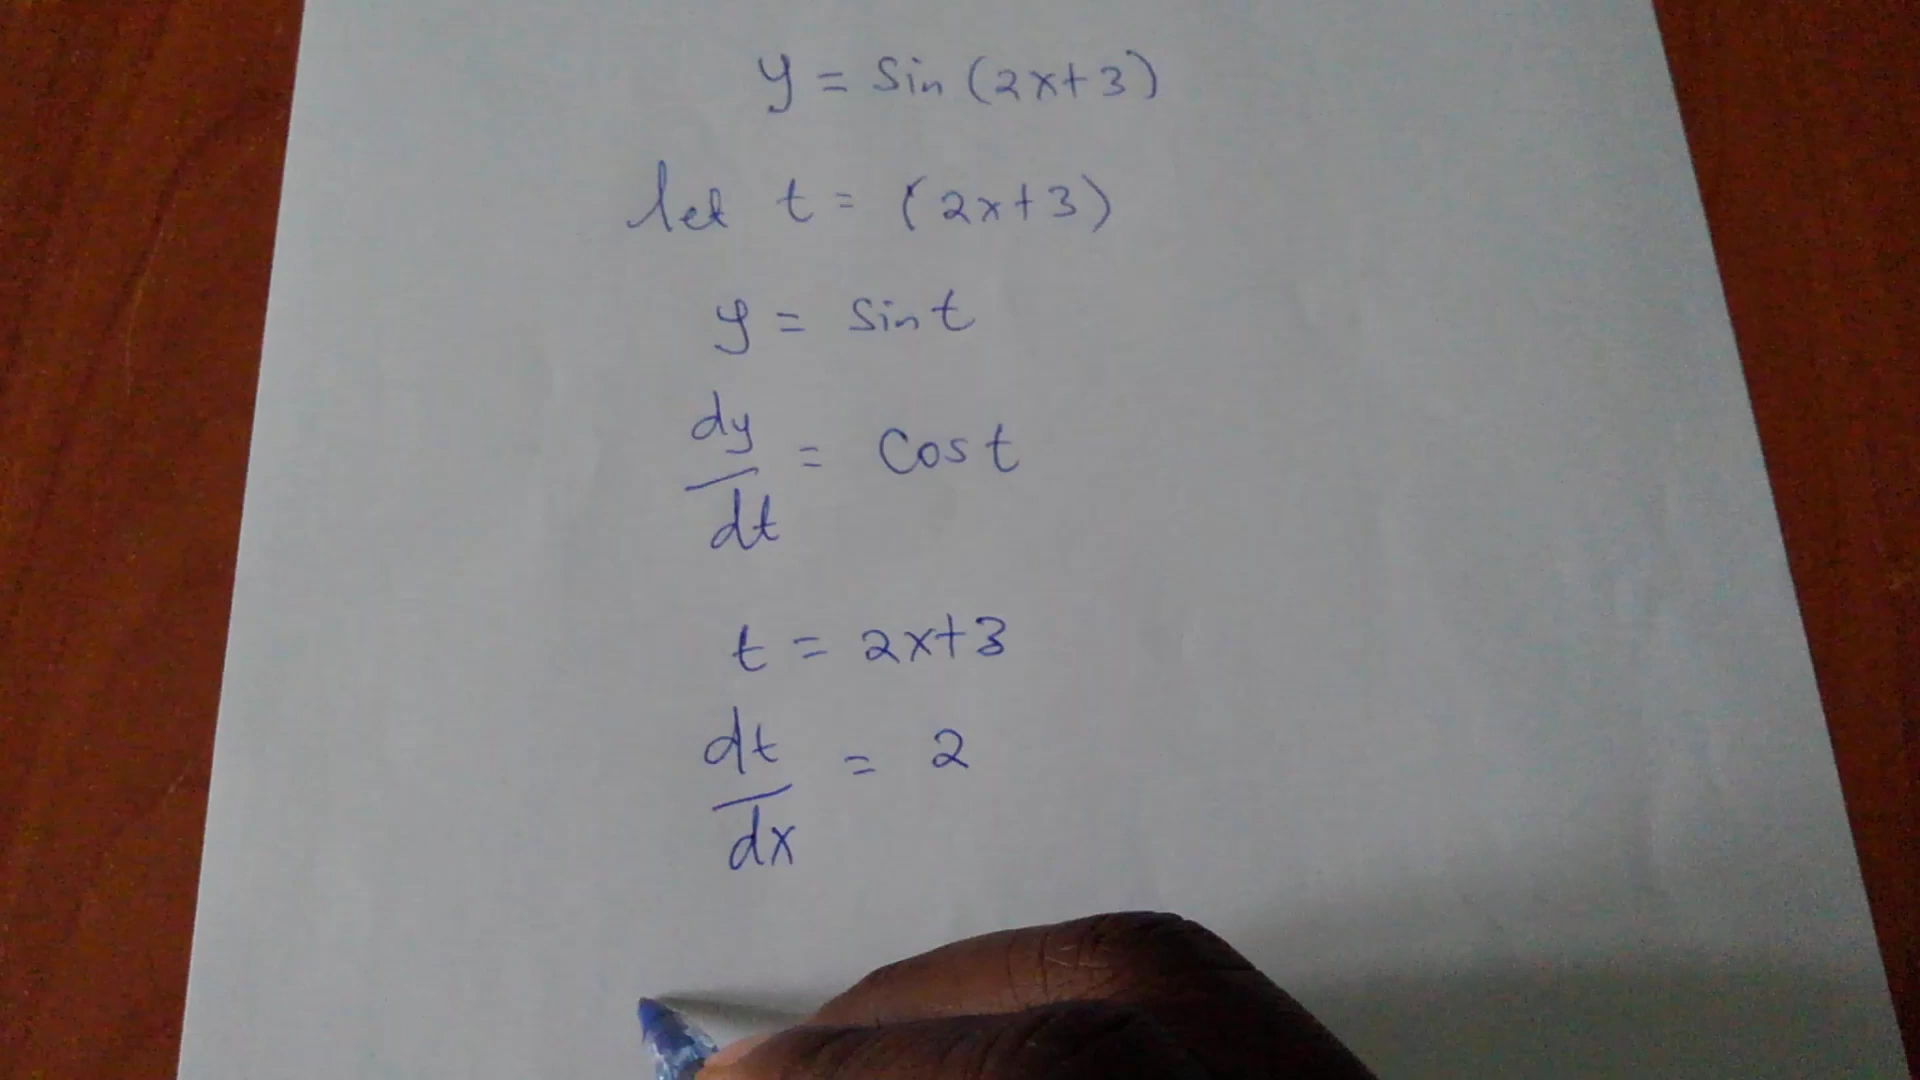 y = Sin (2x+3)
let t = (2x+3)
y = Sin t
dy/dt = Cos t
t = 2x+3
dt/dx = 2